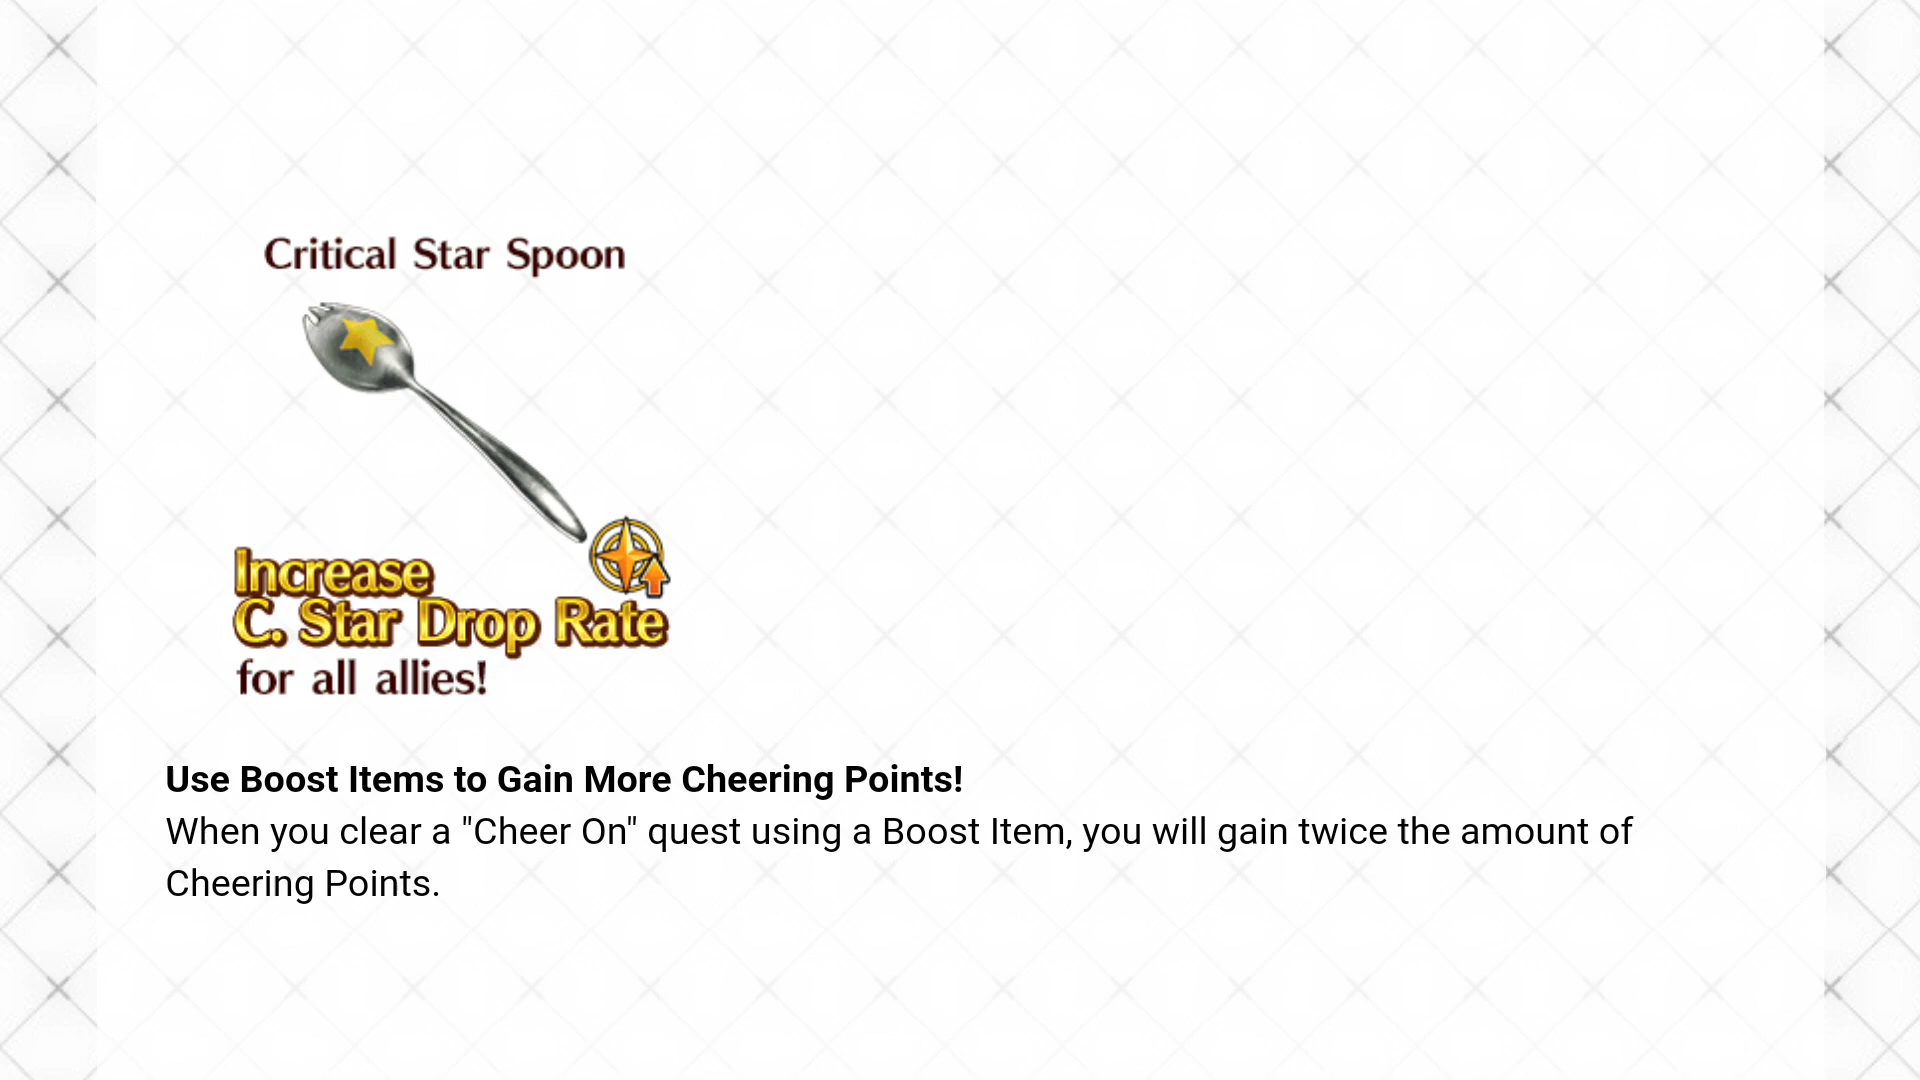 Critical Star Spoon
Increase
C. Star Drop Rate
for all allies!
Use Boost Items to Gain More Cheering Points!
When you clear a "Cheer On" quest using a Boost Item, you will gain twice the amount of
Cheering Points.